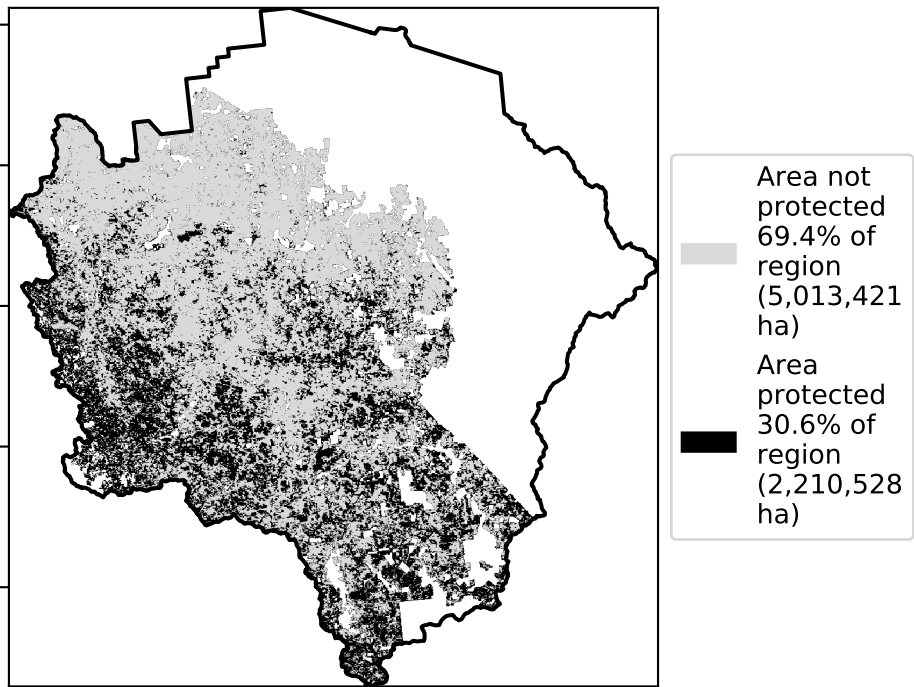 Area not
protected
69.4% of
region
(5,013,421
ha)
Area
protected
30.6% of
region
(2,210,528
ha)